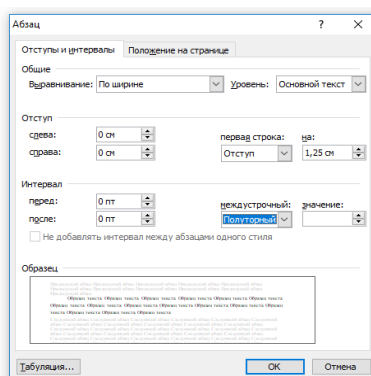 Абзац ? ×
Отступы и интервалы Положение на странице
Общие
Выравнивание: По ширине Уровень: Основной текст
Отступ
слева: 0 см первая строка: на:
справа: 0 см Отступ 1,25 см
Интервал
перед: 0 пт междустрочный: значение:
после: 0 пт Полуторный
Не добавлять интервал между абзацами одного стиля
Образец
Образец текста Образец текста Образец текста Образец текста Образец текста Образец текста
Табуляция... ОК Отмена